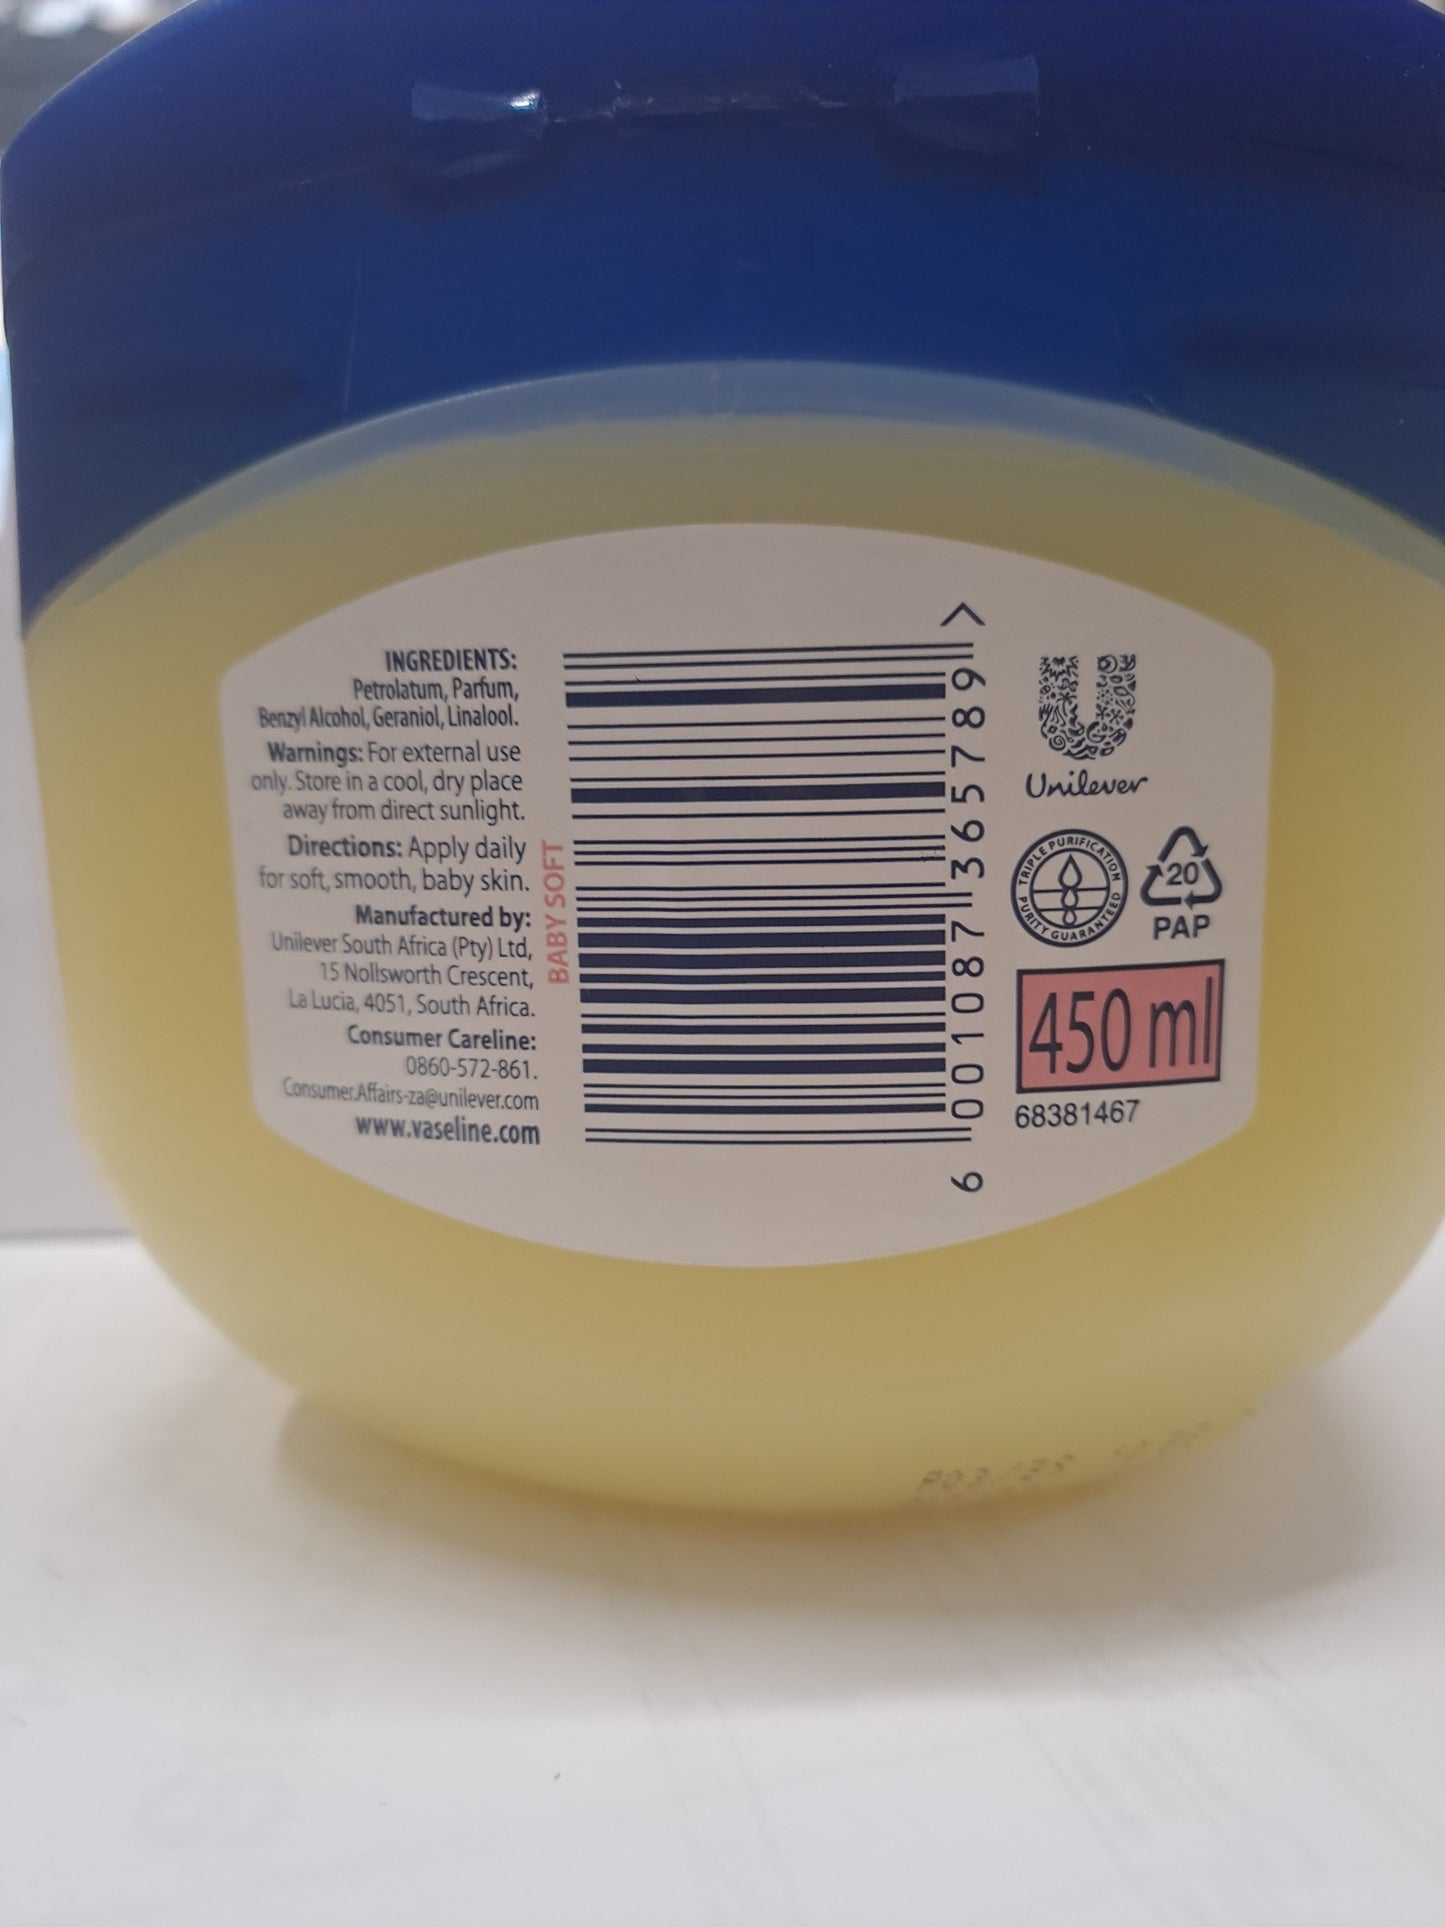 INGREDIENTS:
Petrolatum, Parfum,
Benzyl Alcohol, Geraniol, Linalool.
Warnings: For external use
only. Store in a cool, dry place
away from direct sunlight.
Directions: Apply daily
for soft, smooth, baby skin.
Manufactured by:
Unilever South Africa (Pty) Ltd,
15 Nollsworth Crescent,
La Lucia, 4051, South Africa.
Consumer Careline:
0860-572-861.
Consumer.Affairs-za@unilever.com
www.vaseline.com
BABY SOFT
6 001087 365789 >
Unilever
TRIPLE PURIFICATION
PURITY GUARANTEED
20
PAP
450 ml
68381467